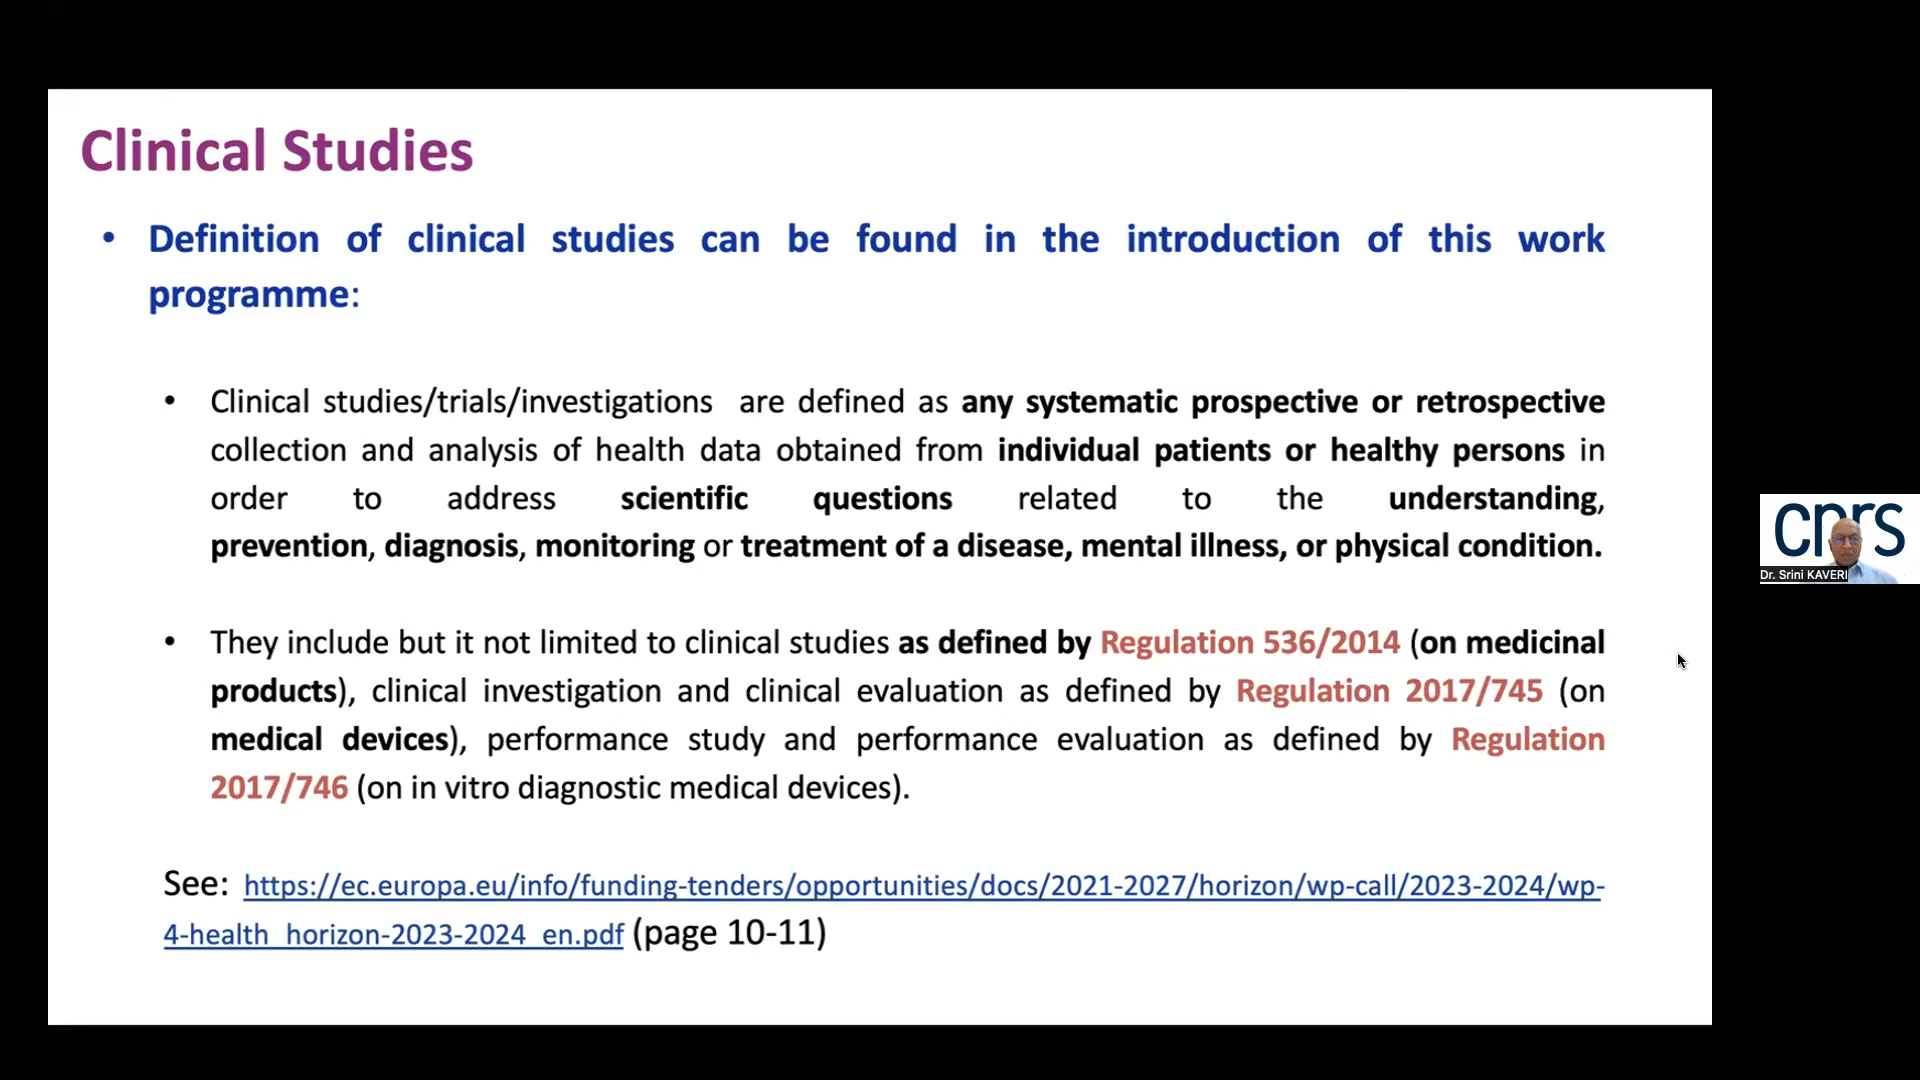 Clinical Studies
• Definition of clinical studies can be found in the introduction of this work
programme:
• Clinical studies/trials/investigations are defined as any systematic prospective or retrospective
collection and analysis of health data obtained from individual patients or healthy persons in
order to address scientific questions related to the understanding,
prevention, diagnosis, monitoring or treatment of a disease, mental illness, or physical condition.
• They include but it not limited to clinical studies as defined by Regulation 536/2014 (on medicinal
products), clinical investigation and clinical evaluation as defined by Regulation 2017/745 (on
medical devices), performance study and performance evaluation as defined by Regulation
2017/746 (on in vitro diagnostic medical devices).
See: https://ec.europa.eu/info/funding-tenders/opportunities/docs/2021-2027/horizon/wp-call/2023-2024/wp-
4-health_horizon-2023-2024_en.pdf (page 10-11)
cnrs
Dr. Srini KAVERI